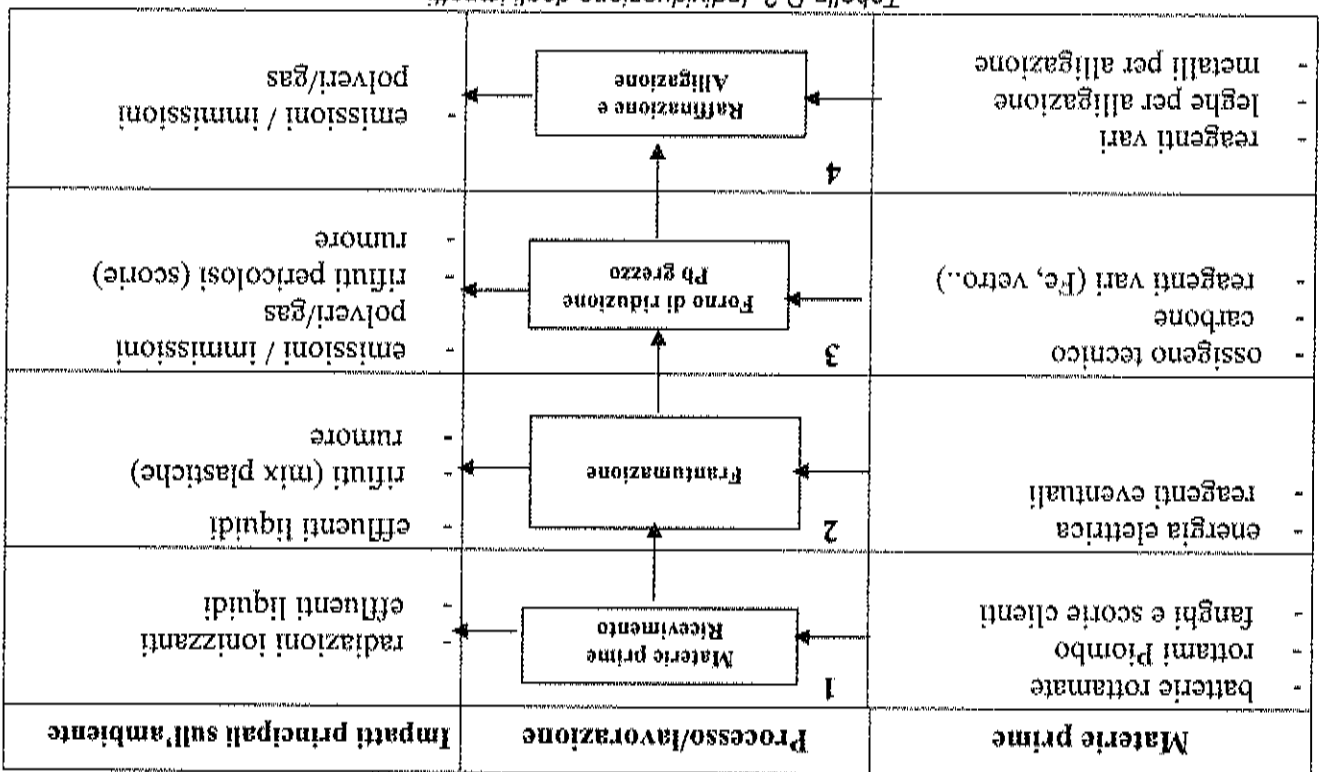 Materie prime
Processo/lavorazione
Impatti principali sull'ambiente
- batterie rottamate
- rottami Piombo
- fanghi e scorie clienti
1
Materie prime
Ricevimento
- radiazioni ionizzanti
- effluenti liquidi
- energia elettrica
- reagenti eventuali
2
Frantumazione
- effluenti liquidi
- rifiuti (mix plastiche)
- rumore
- ossigeno tecnico
- carbone
- reagenti vari (Fe, vetro..)
3
Forno di riduzione
Pb grezzo
- emissioni / immissioni
polveri/gas
- rifiuti pericolosi (scorie)
- rumore
- reagenti vari
- leghe per alligazione
- metalli per alligazione
4
Raffinazione e
Alligazione
- emissioni / immissioni
polveri/gas
Tabella D.2. Individuazione degli impatti